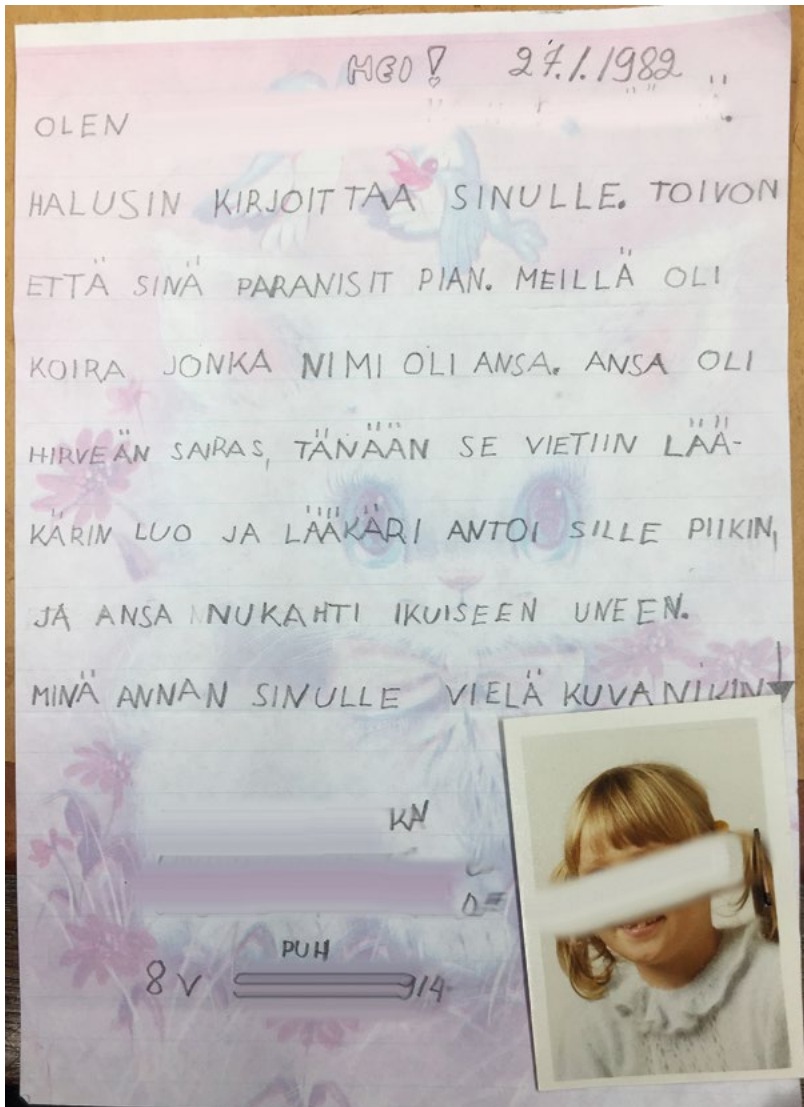 HEI! 27.1.1982
OLEN
HALUSIN KIRJOITTAA SINULLE. TOIVON
ETTÄ SINÄ PARANISIT PIAN. MEILLÄ OLI
KOIRA JONKA NIMI OLI ANSA. ANSA OLI
HIRVEÄN SAIRAS, TÄNÄÄN SE VIETIIN LÄÄ-
KÄRIN LUO JA LÄÄKÄRI ANTOI SILLE PIIKIN,
JA ANSA NUKAHTI IKUISEEN UNEEN.
MINÄ ANNAN SINULLE VIELÄ KUVANIKIN
PUH
8 V